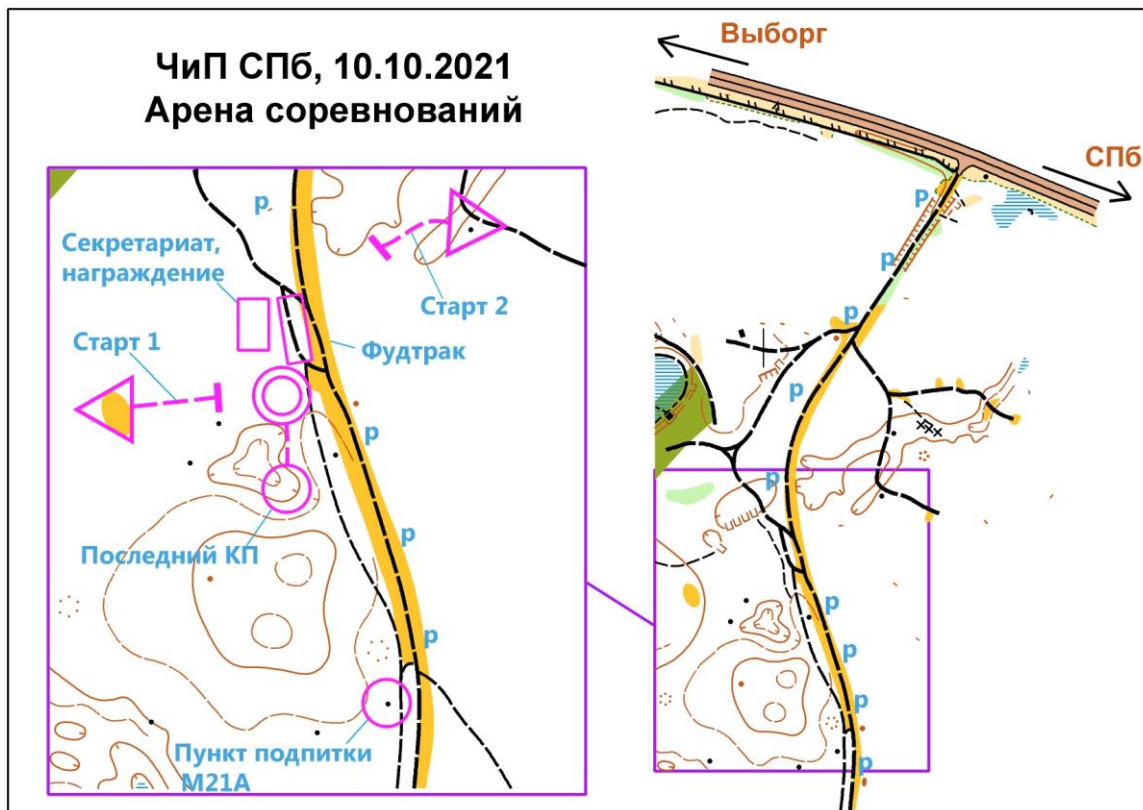 ЧиП СПб, 10.10.2021
Арена соревнований
Выборг
СПб
р
Секретариат,
награждение
Старт 2
Старт 1
Фудтрак
р
р
Последний КП
р
Пункт подпитки
М21А
Р
р
р
р
р
р
р
р
р